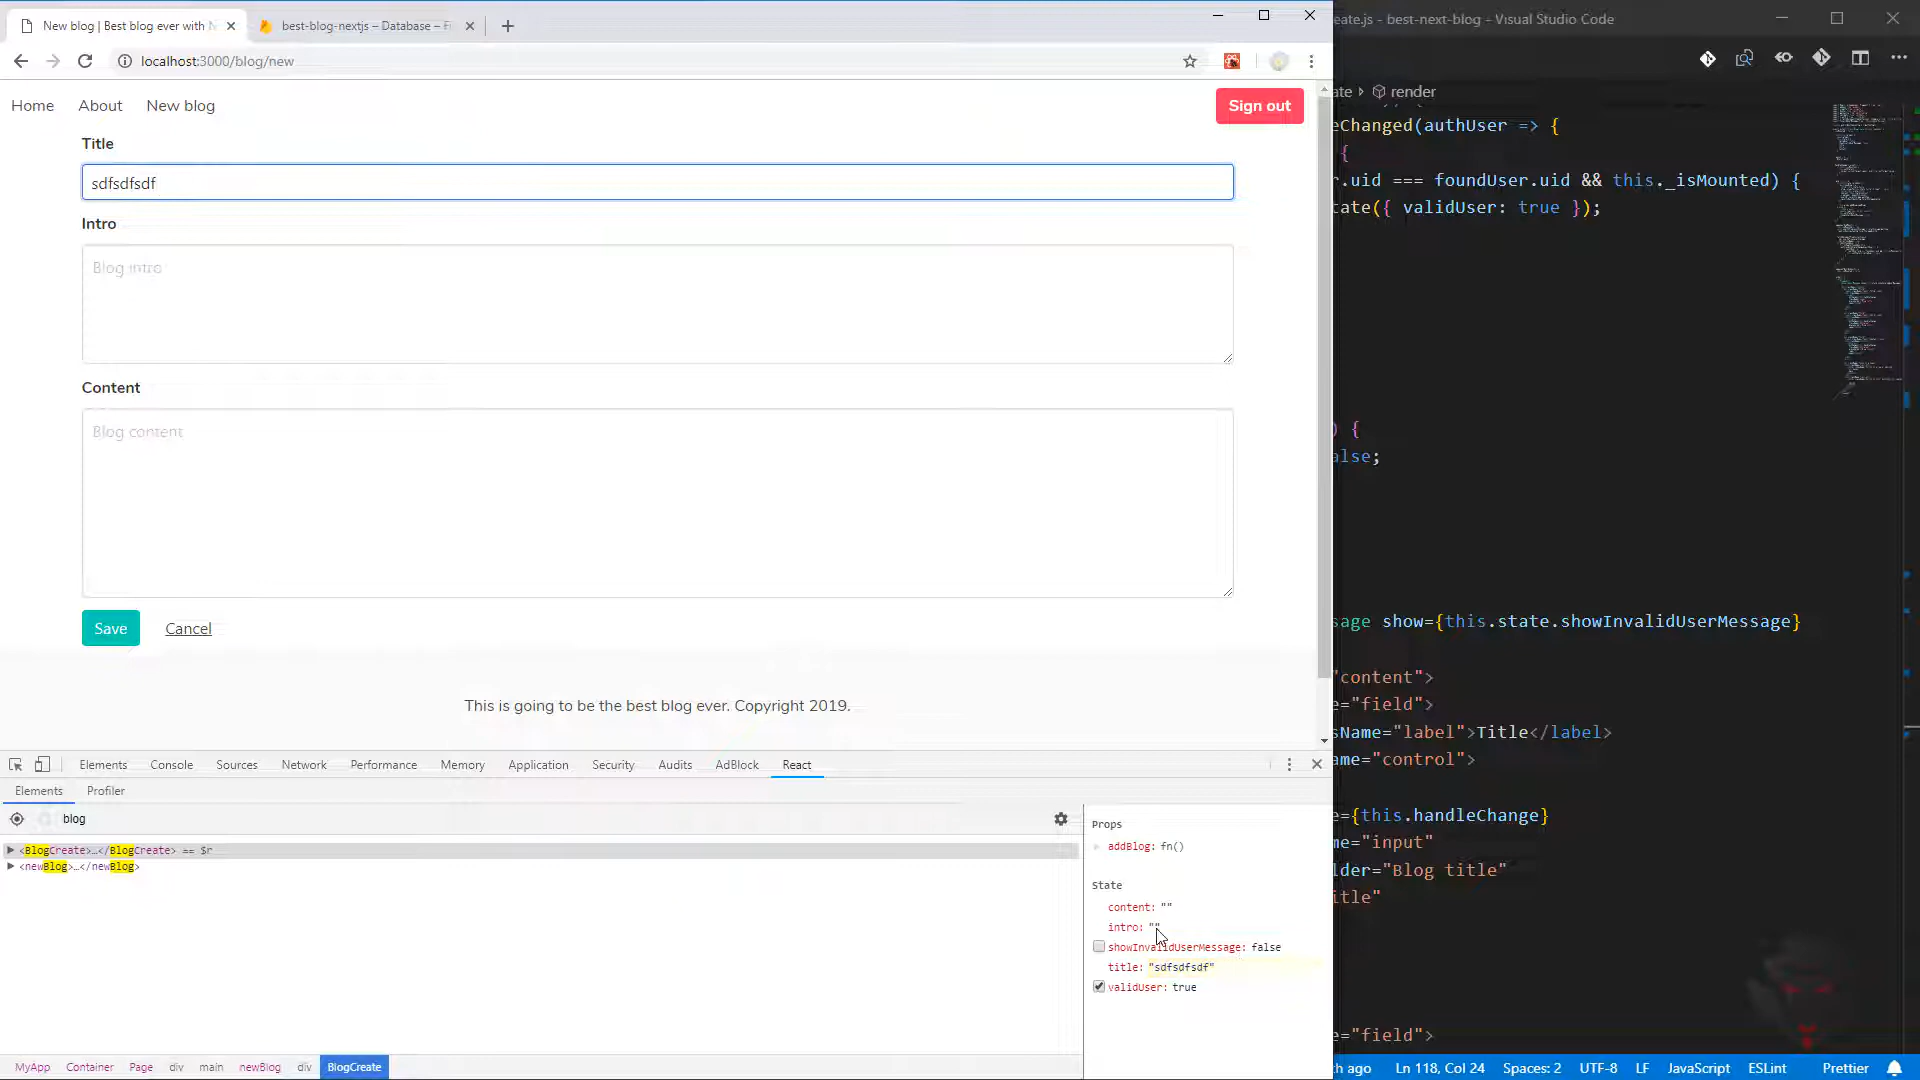 New blog | Best blog ever with N
best-blog-nextjs – Database – Fi
localhost:3000/blog/new
Home About New blog
Sign out
Title
sdfsdfsdf
Intro
Blog intro
Content
Blog content
Save
Cancel
This is going to be the best blog ever. Copyright 2019.
Elements Console Sources Network Performance Memory Application Security Audits AdBlock React
Elements Profiler
blog
<BlogCreate>…</BlogCreate> == $r
<newBlog>…</newBlog>
Props
addBlog: fn()
State
content: ""
intro: ""
showInvalidUserMessage: false
title: "sdfsdfsdf"
validUser: true
MyApp Container Page div main newBlog div BlogCreate
eate.js - best-next-blog - Visual Studio Code
ate > render
eChanged(authUser => {
{
r.uid === foundUser.uid && this._isMounted) {
tate({ validUser: true });
) {
alse;
sage show={this.state.showInvalidUserMessage}
"content">
e="field">
sName="label">Title</label>
ame="control">
e={this.handleChange}
me="input"
lder="Blog title"
itle"
e="field">
th ago Ln 118, Col 24 Spaces: 2 UTF-8 LF JavaScript ESLint Prettier